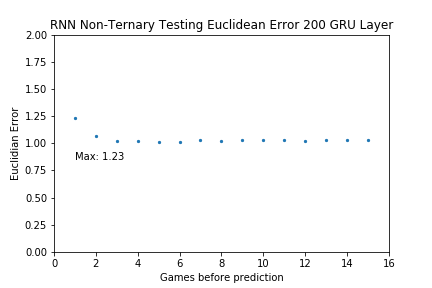 RNN Non-Ternary Testing Euclidean Error 200 GRU Layer
2.00
1.75
1.50
1.25
1.00
0.75
0.50
0.25
0.00
Euclidian Error
Max: 1.23
0 2 4 6 8 10 12 14 16
Games before prediction